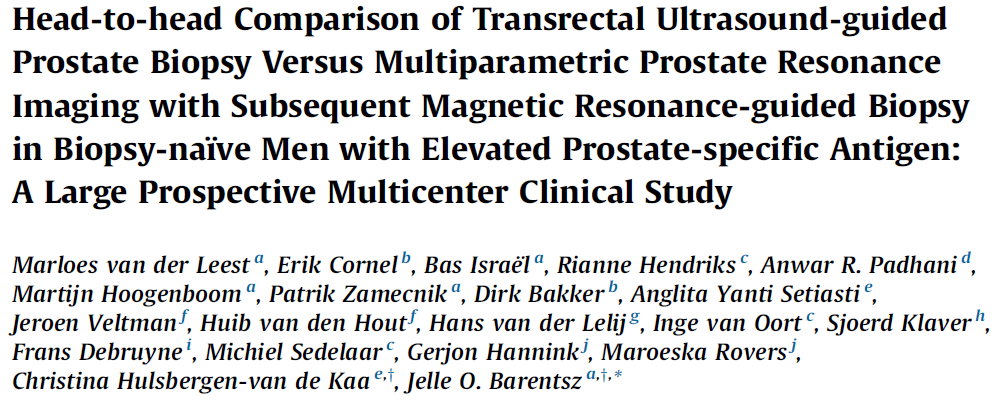 Head-to-head Comparison of Transrectal Ultrasound-guided
Prostate Biopsy Versus Multiparametric Prostate Resonance
Imaging with Subsequent Magnetic Resonance-guided Biopsy
in Biopsy-naïve Men with Elevated Prostate-specific Antigen:
A Large Prospective Multicenter Clinical Study
Marloes van der Leest a, Erik Cornel b, Bas Israël a, Rianne Hendriks c, Anwar R. Padhani d,
Martijn Hoogenboom a, Patrik Zamecnik a, Dirk Bakker b, Anglita Yanti Setiasti e,
Jeroen Veltman f, Huib van den Hout f, Hans van der Lelij g, Inge van Oort c, Sjoerd Klaver h,
Frans Debruyne i, Michiel Sedelaar c, Gerjon Hannink j, Maroeska Rovers j,
Christina Hulsbergen-van de Kaa e,†, Jelle O. Barentsz a,†,*